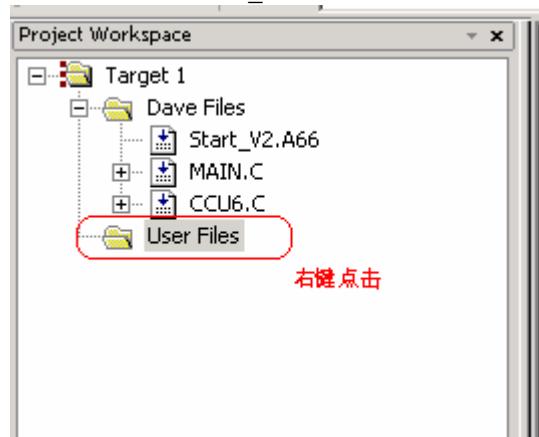 Project Workspace
Target 1
Dave Files
Start_V2.A66
MAIN.C
CCU6.C
User Files
右键点击